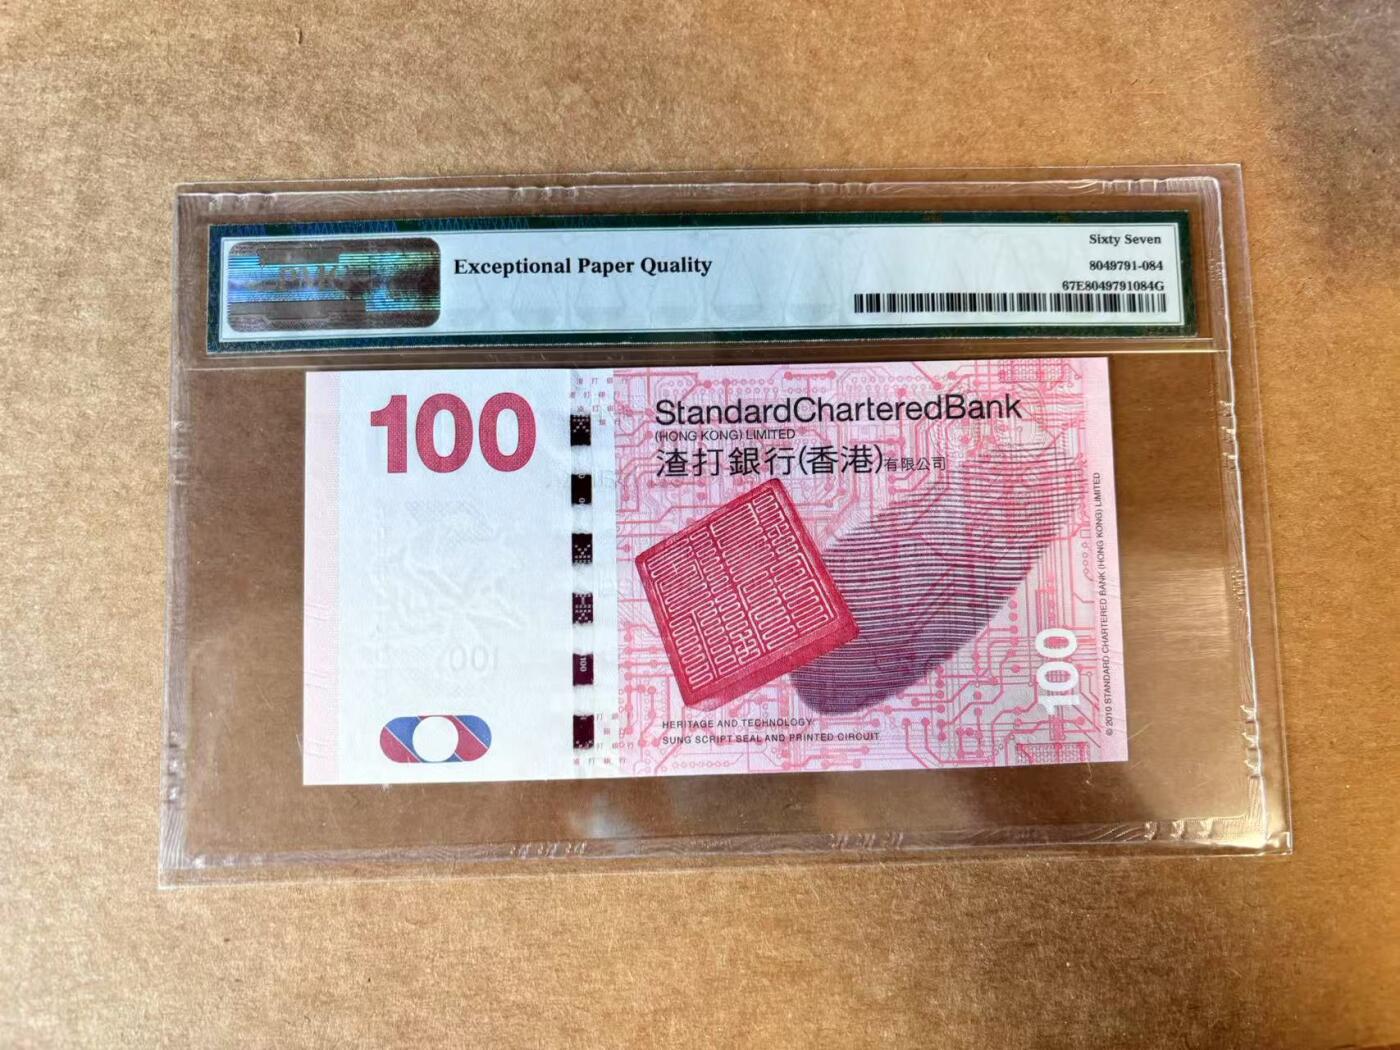 PMG
Exceptional Paper Quality
Sixty Seven
8049791-084
67E8049791084G
100
StandardCharteredBank
(HONG KONG) LIMITED
渣打銀行(香港)有限公司
HERITAGE AND TECHNOLOGY
SUNG SCRIPT SEAL AND PRINTED CIRCUIT
100
© 2010 STANDARD CHARTERED BANK (HONG KONG) LIMITED
100